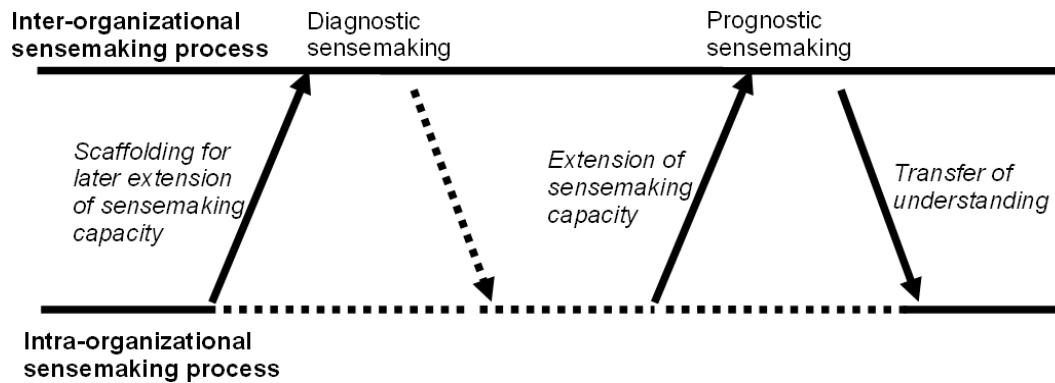 Inter-organizational
sensemaking process
Diagnostic
sensemaking
Prognostic
sensemaking
Scaffolding for
later extension
of sensemaking
capacity
Extension of
sensemaking
capacity
Transfer of
understanding
Intra-organizational
sensemaking process